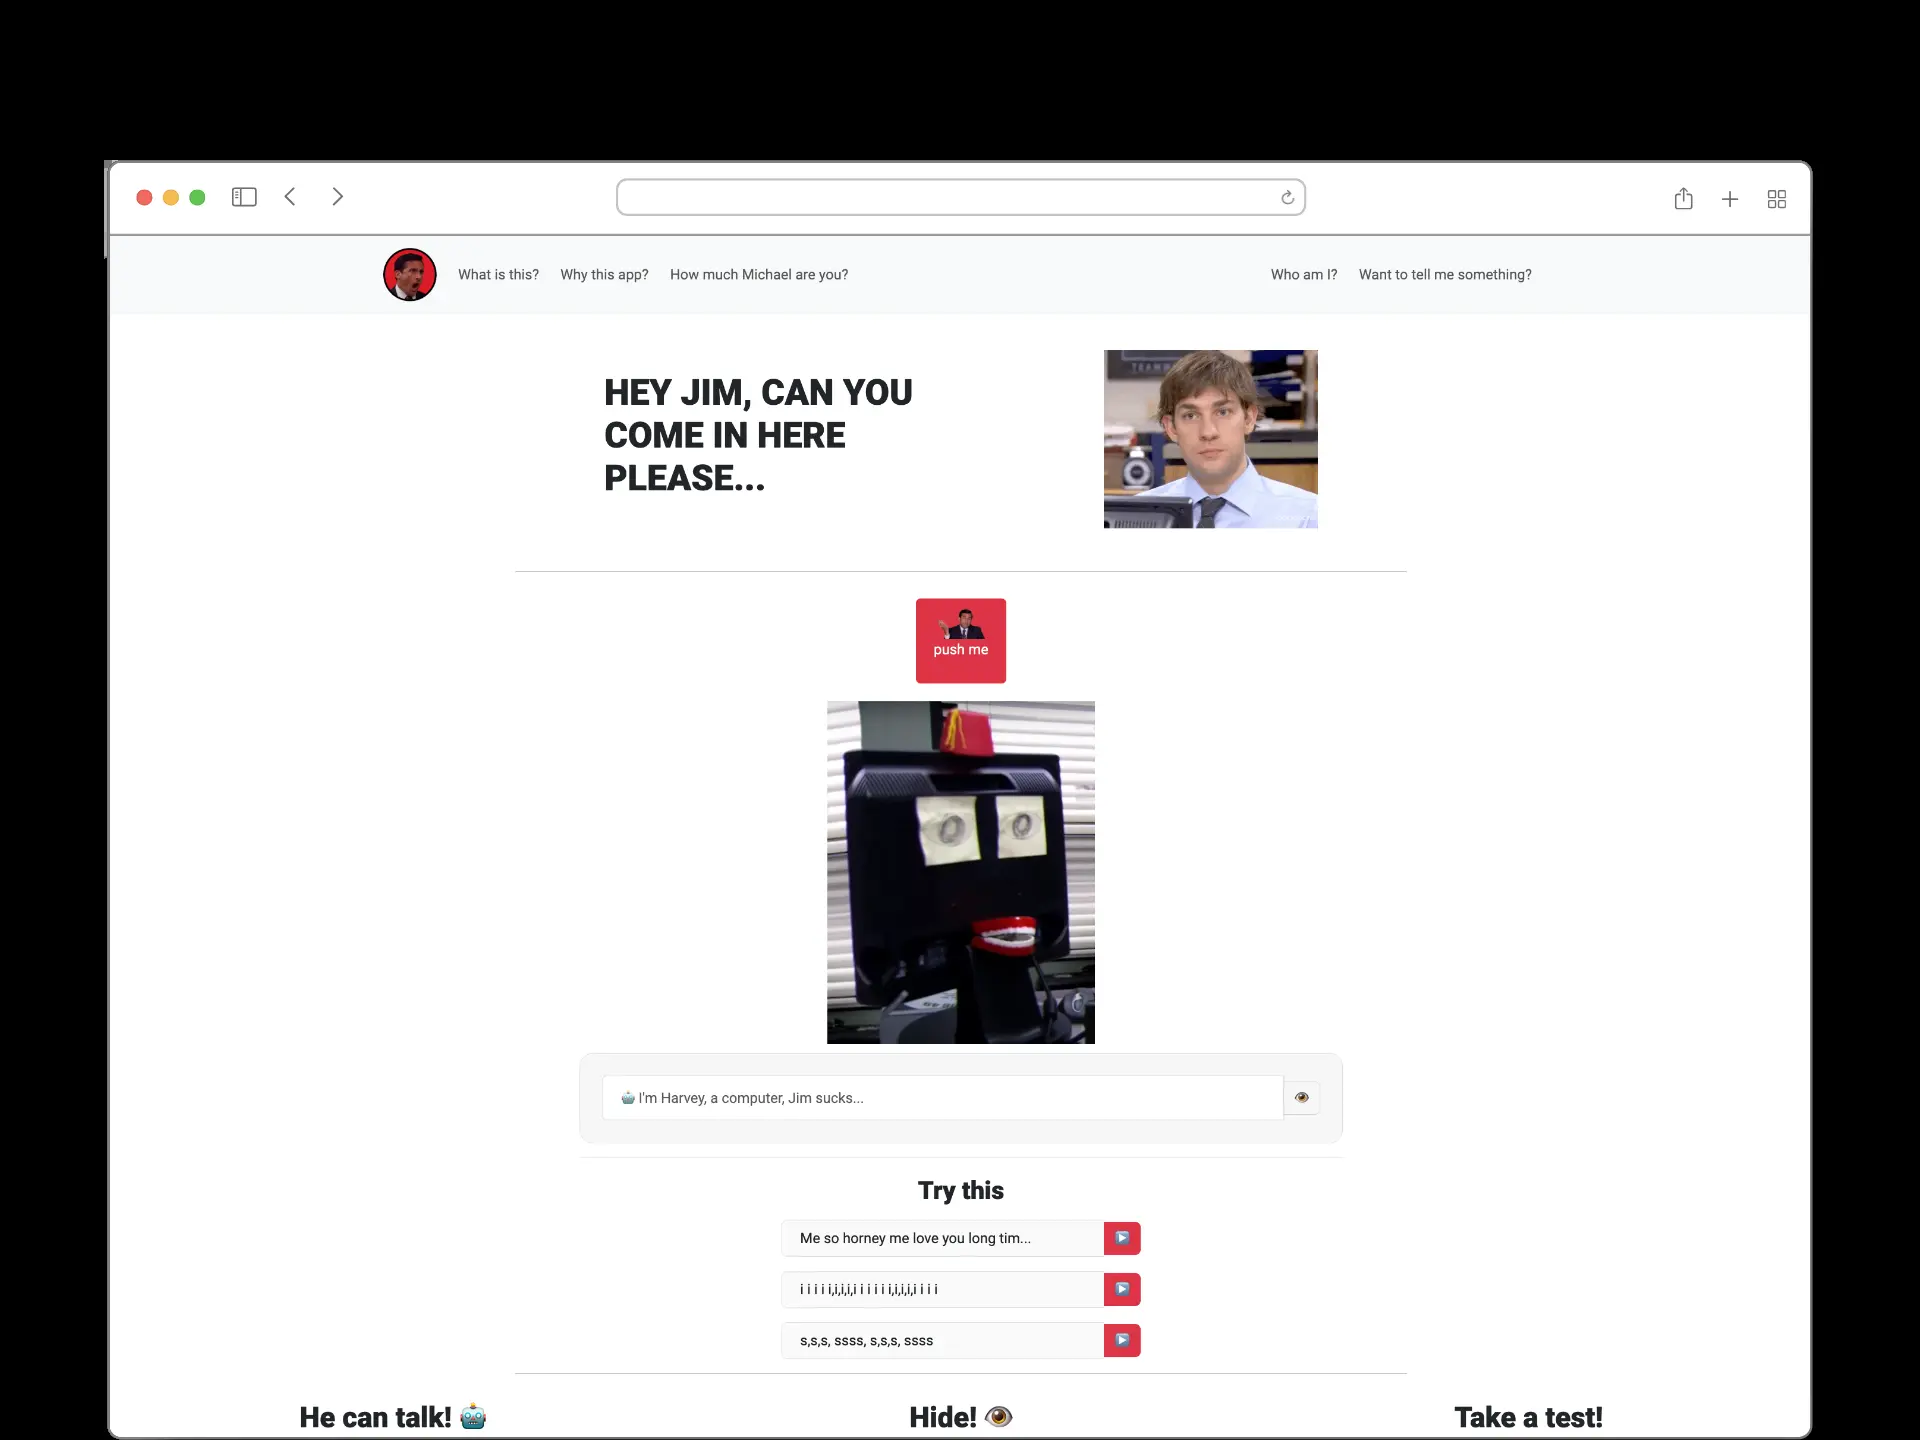 What is this? Why this app? How much Michael are you? Who am I? Want to tell me something?
HEY JIM, CAN YOU
COME IN HERE
PLEASE...
push me
I'm Harvey, a computer, Jim sucks...
Try this
Me so horney me love you long tim...
i i i i i,i,i,i,i i i i i i,i,i,i,i i i i
s,s,s, ssss, s,s,s, ssss
He can talk! 🤖 Hide! 👁️ Take a test!